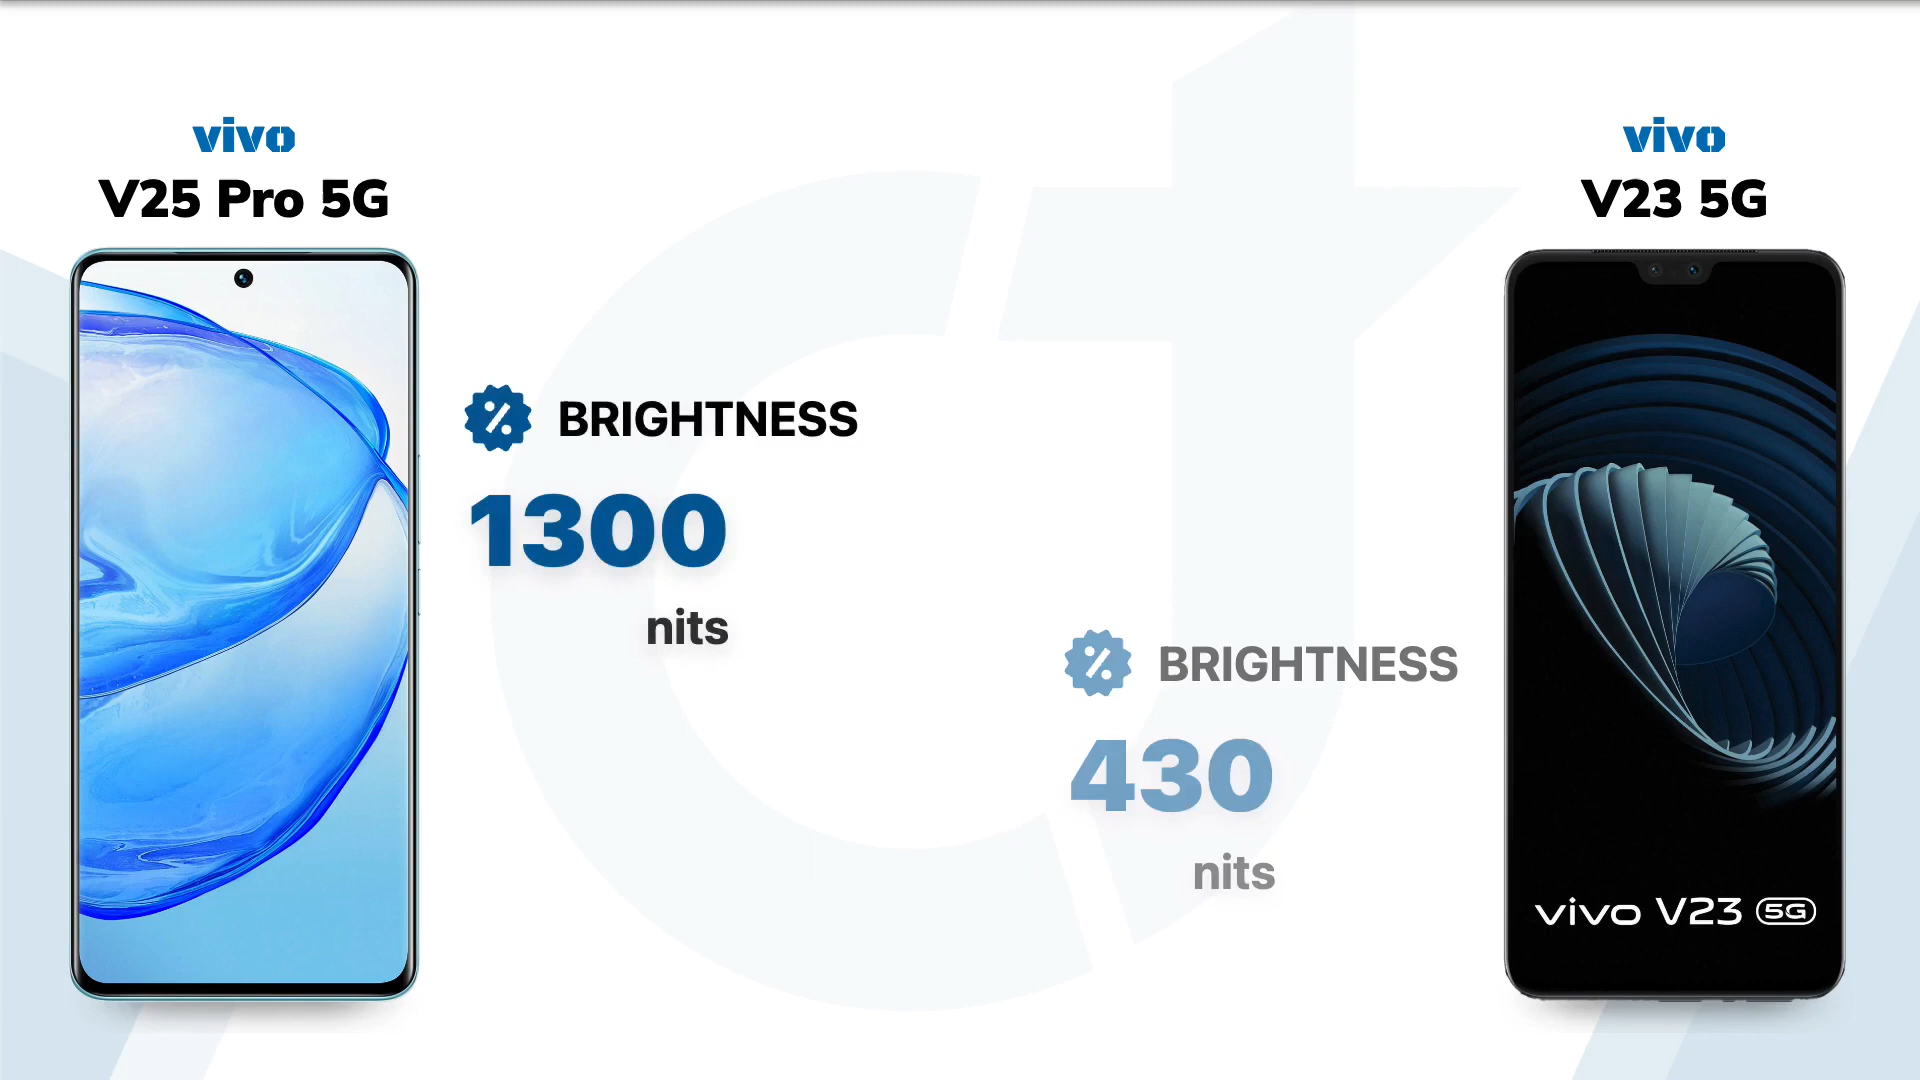 vivo
V25 Pro 5G
BRIGHTNESS
1300
nits
vivo
V23 5G
BRIGHTNESS
430
nits
vivo V23 5G